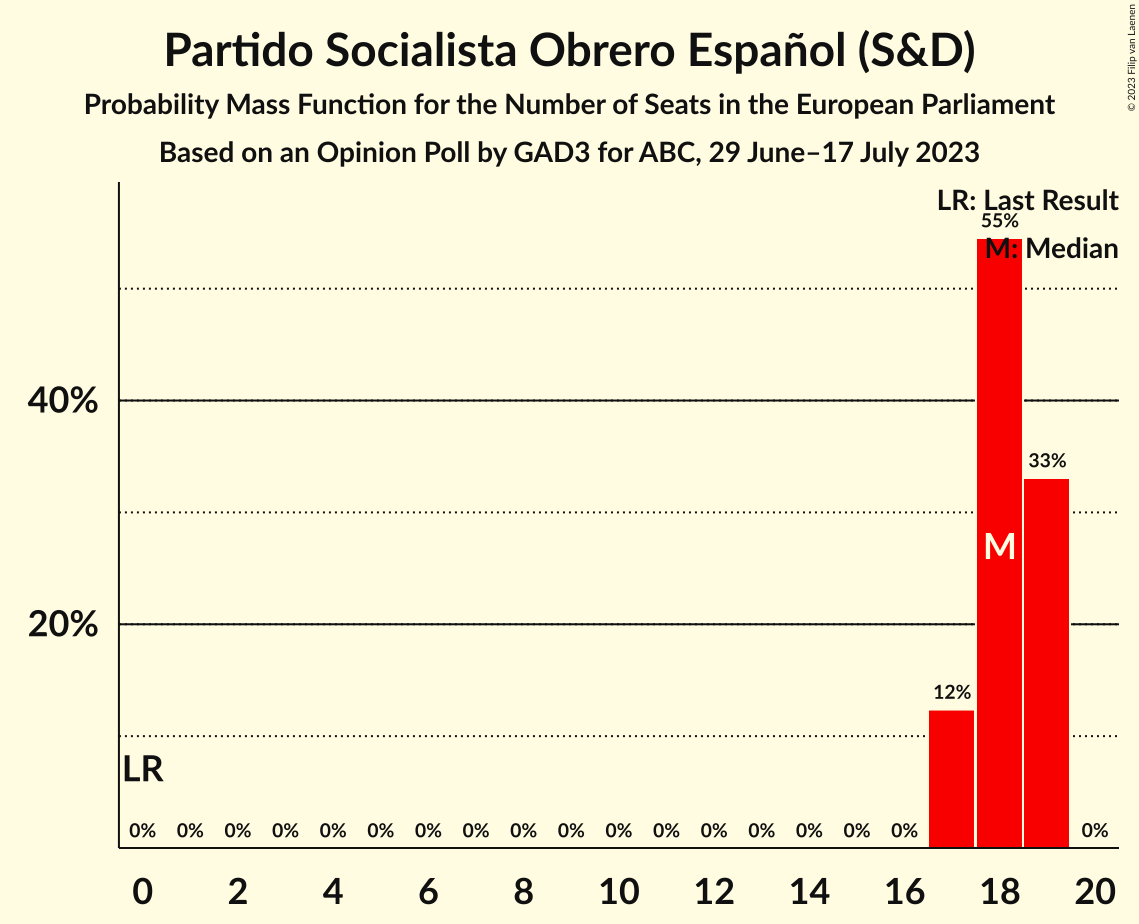 Partido Socialista Obrero Español (S&D)
Probability Mass Function for the Number of Seats in the European Parliament
Based on an Opinion Poll by GAD3 for ABC, 29 June–17 July 2023
© 2023 Filip van Laenen
LR: Last Result
55%
M: Median
40%
33%
M
20%
12%
LR
0% 0% 0% 0% 0% 0% 0% 0% 0% 0% 0% 0% 0% 0% 0% 0% 0% 0%
0 2 4 6 8 10 12 14 16 18 20